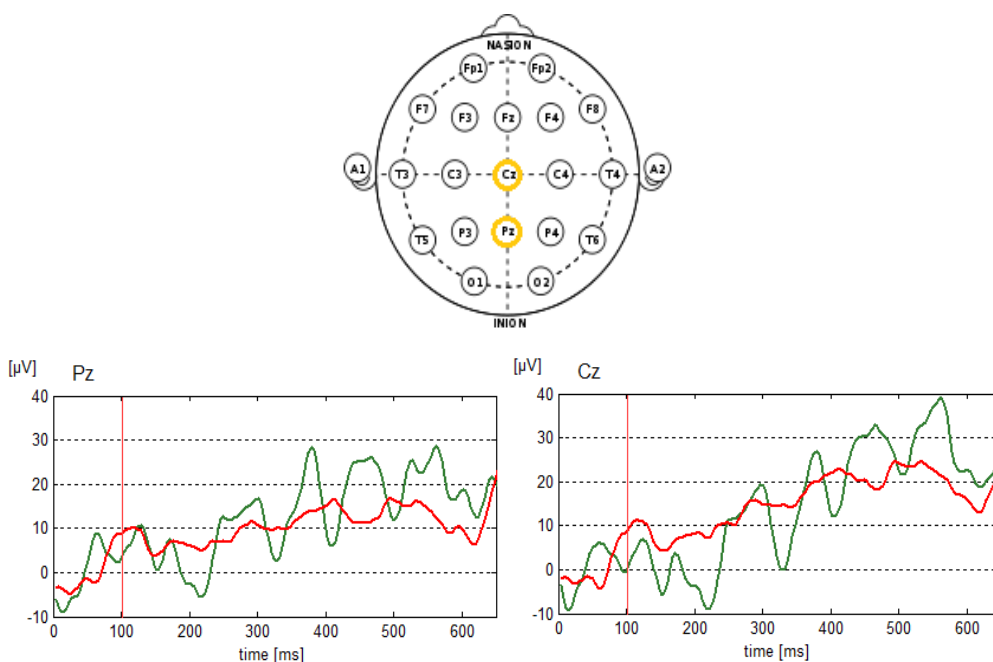 NASION
Fp1 Fp2
F7 F3 Fz F4 F8
A1 T3 C3 Cz C4 T4 A2
T5 P3 Pz P4 T6
O1 O2
INION
[µV] Pz
40
30
20
10
0
-10
0 100 200 300 400 500 600
time [ms]
[µV] Cz
40
30
20
10
0
-10
0 100 200 300 400 500 600
time [ms]